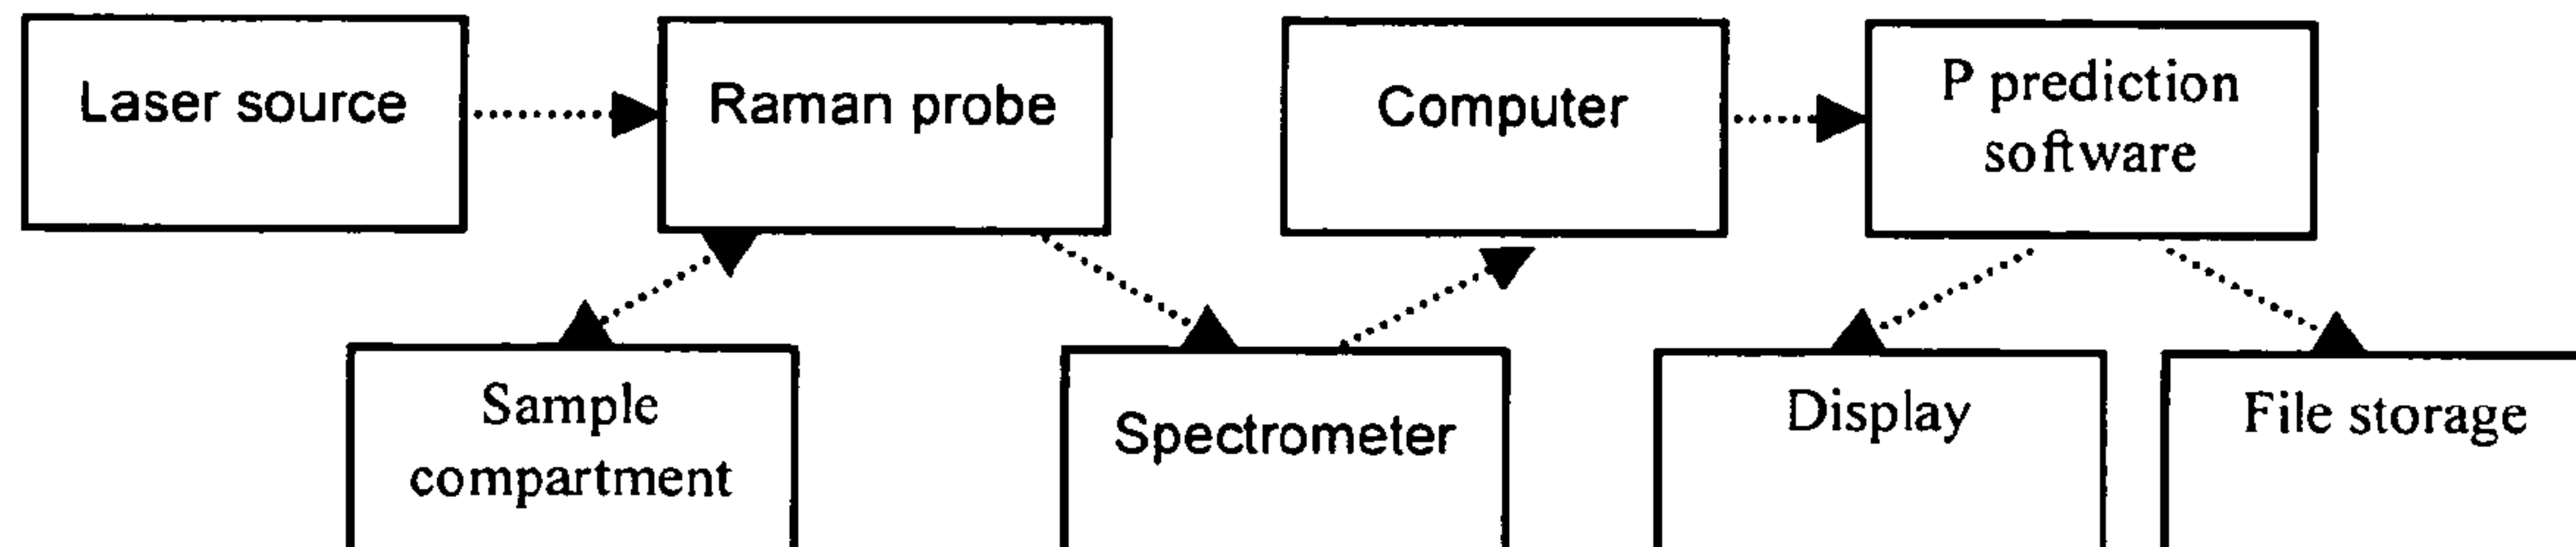 Laser source
Raman probe
Computer
P prediction
software
Sample
compartment
Spectrometer
Display
File storage